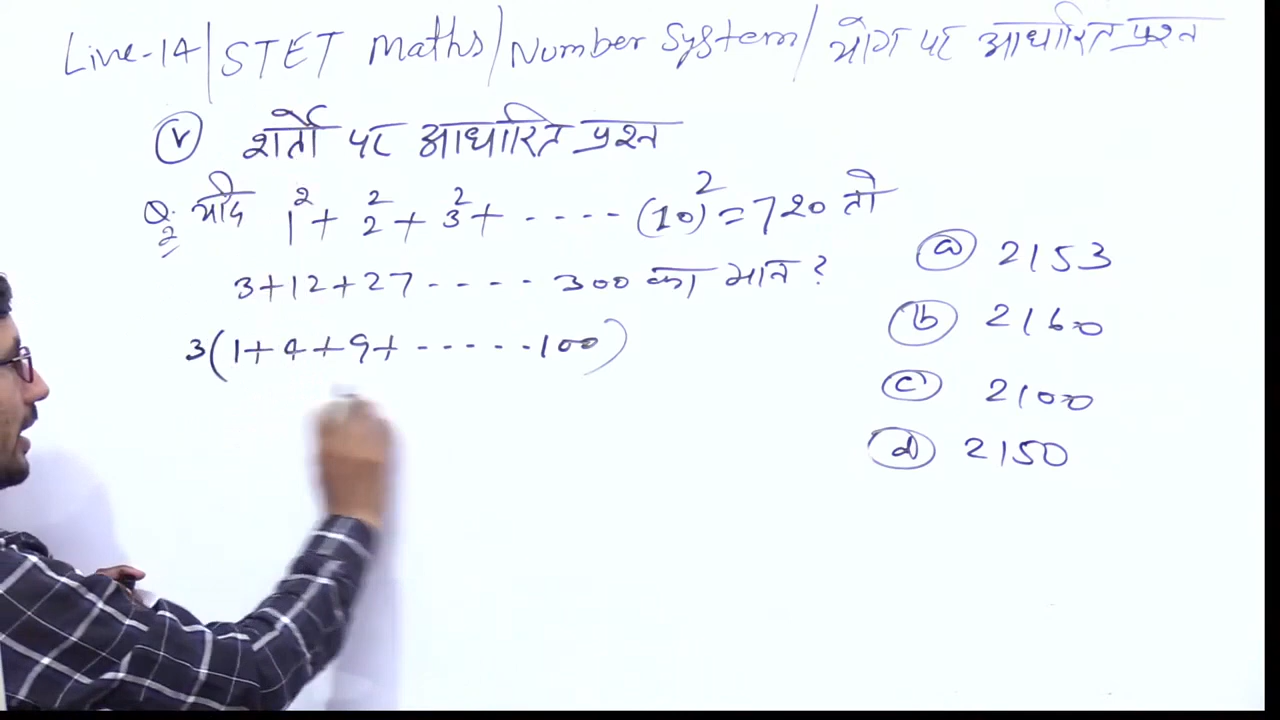 Live-14/STET Maths/Number System/योग पर आधारित प्रश्न
(v) शर्तो पर आधारित प्रश्न
Q.2 यदि 1² + 2² + 3² + ---- (10)² = 720 तो
3+12+27 ---- 300 का मान ?
3(1+4+9+ -----100)
(a) 2153
(b) 2160
(c) 2100
(d) 2150